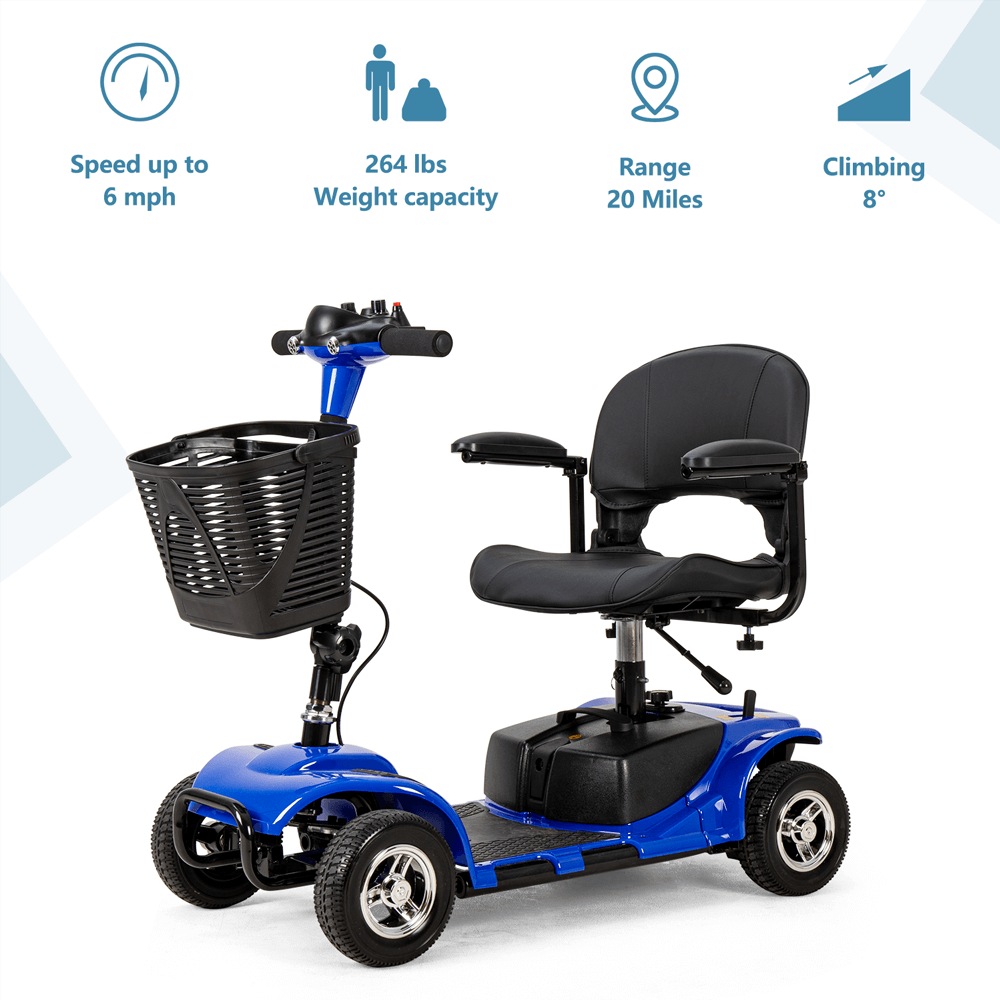 Speed up to
6 mph
264 lbs
Weight capacity
Range
20 Miles
Climbing
8°